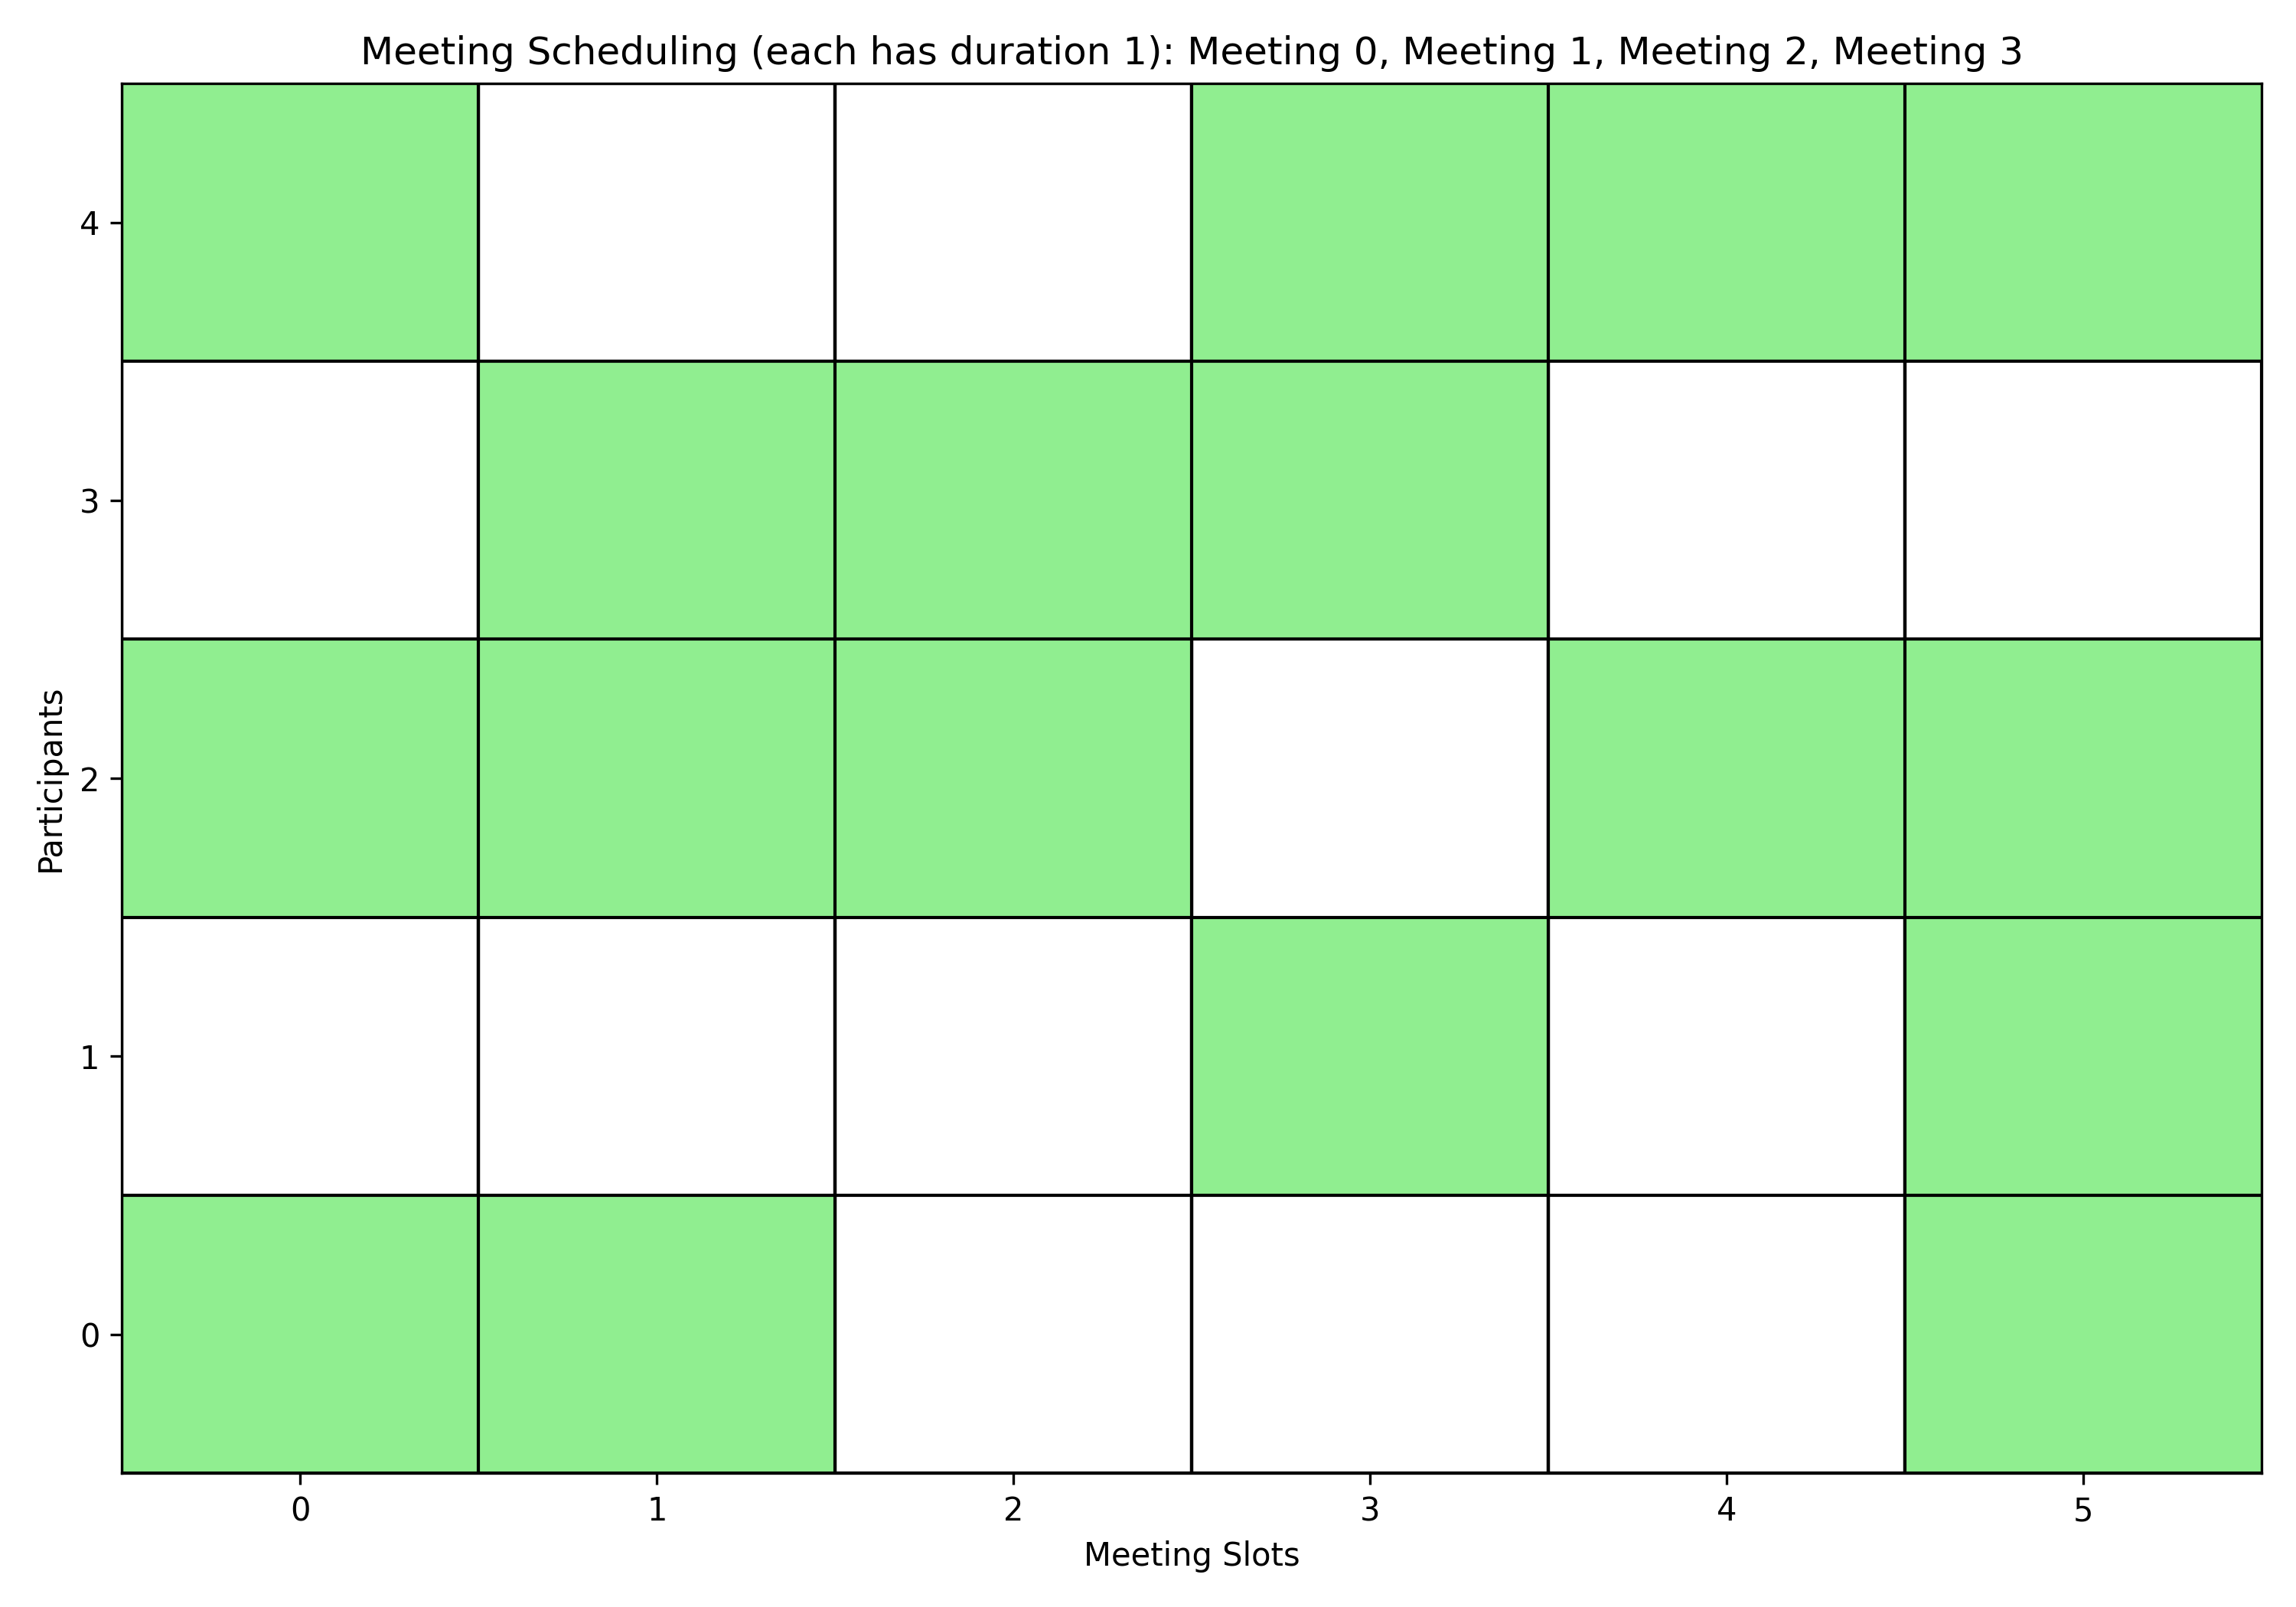 Meeting Scheduling (each has duration 1): Meeting 0, Meeting 1, Meeting 2, Meeting 3
Participants
4
3
2
1
0
0 1 2 3 4 5
Meeting Slots